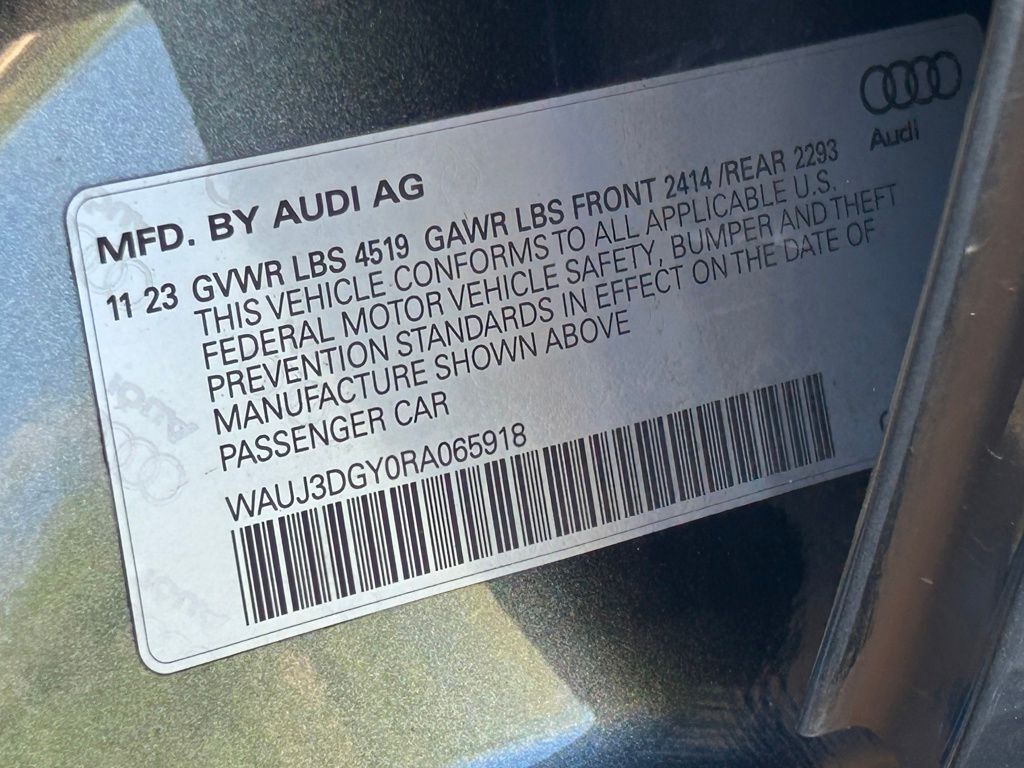 Audi
MFD. BY AUDI AG
11 23 GVWR LBS 4519 GAWR LBS FRONT 2414 /REAR 2293
THIS VEHICLE CONFORMS TO ALL APPLICABLE U.S.
FEDERAL MOTOR VEHICLE SAFETY, BUMPER AND THEFT
PREVENTION STANDARDS IN EFFECT ON THE DATE OF
MANUFACTURE SHOWN ABOVE
PASSENGER CAR
WAUJ3DGY0RA065918